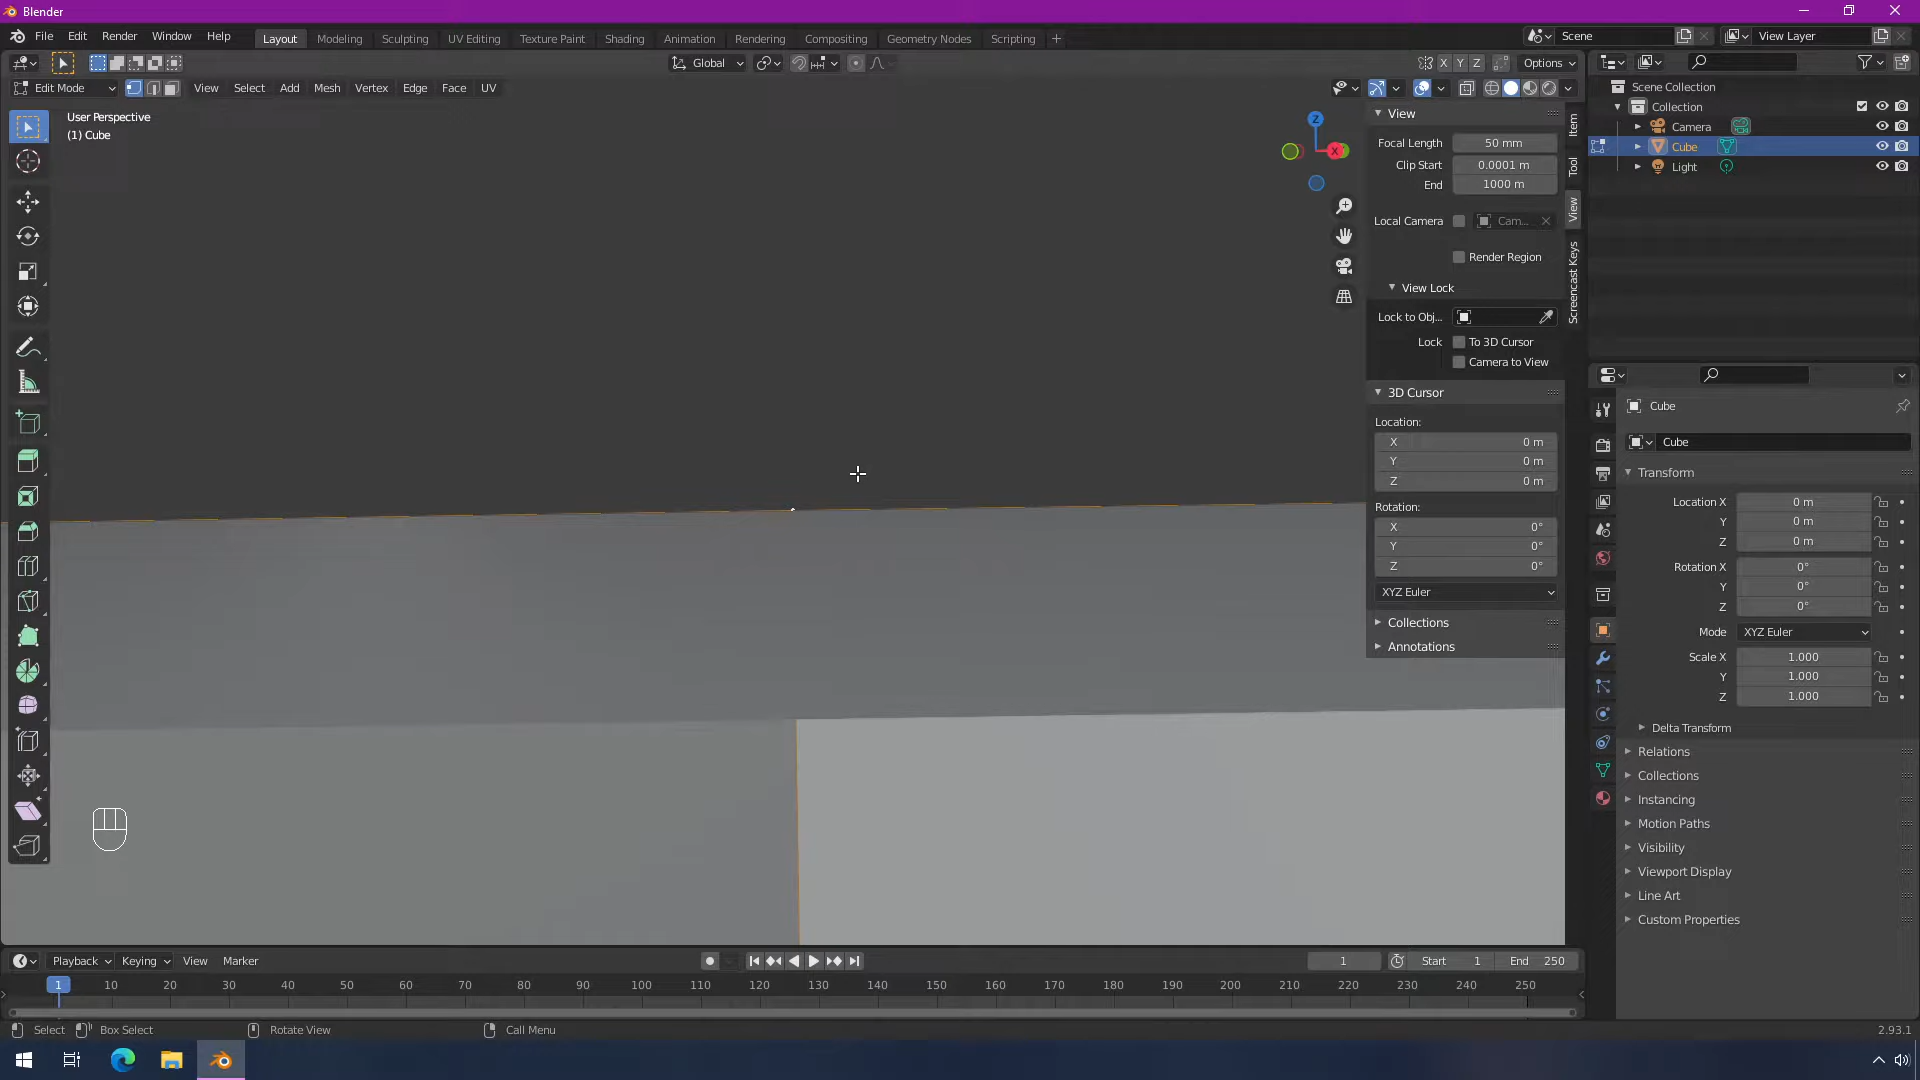 Blender
File Edit Render Window Help Layout Modeling Sculpting UV Editing Texture Paint Shading Animation Rendering Compositing Geometry Nodes Scripting + Scene View Layer
Global X Y Z Options
Edit Mode View Select Add Mesh Vertex Edge Face UV
User Perspective
(1) Cube
Z
X
View
Focal Length 50 mm
Clip Start 0.0001 m
End 1000 m
Local Camera Cam...
Render Region
View Lock
Lock to Obj...
Lock To 3D Cursor
Camera to View
3D Cursor
Location:
X 0 m
Y 0 m
Z 0 m
Rotation:
X 0°
Y 0°
Z 0°
XYZ Euler
Collections
Annotations
Item
Tool
View
Screencast Keys
Scene Collection
Collection
Camera
Cube
Light
Cube
Cube
Transform
Location X 0 m
Y 0 m
Z 0 m
Rotation X 0°
Y 0°
Z 0°
Mode XYZ Euler
Scale X 1.000
Y 1.000
Z 1.000
Delta Transform
Relations
Collections
Instancing
Motion Paths
Visibility
Viewport Display
Line Art
Custom Properties
Playback Keying View Marker 1 Start 1 End 250
1 10 20 30 40 50 60 70 80 90 100 110 120 130 140 150 160 170 180 190 200 210 220 230 240 250
Select Box Select Rotate View Call Menu 2.93.1